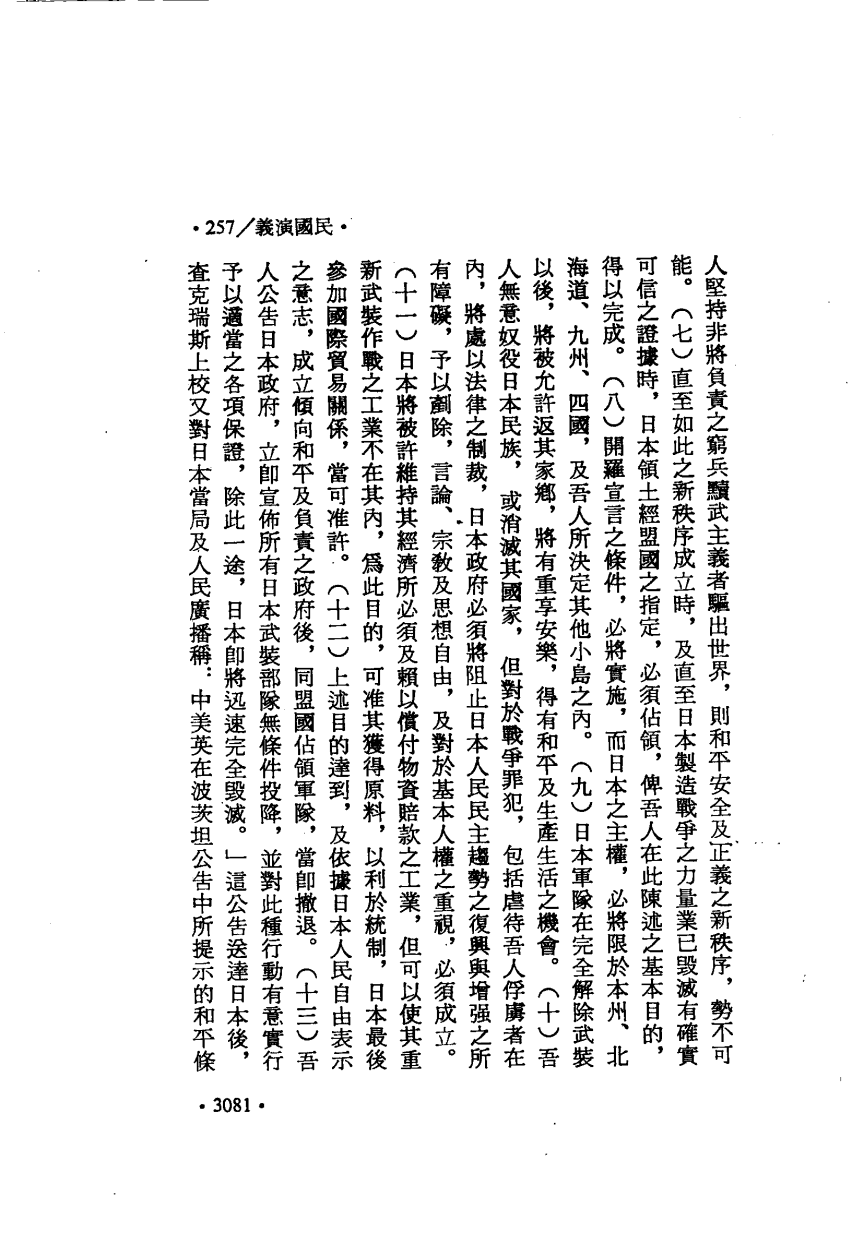 ・257／義演國民・
人堅持非將負責之窮兵黷武主義者驅出世界，則和平安全及正義之新秩序，勢不可
能。（七）直至如此之新秩序成立時，及直至日本製造戰爭之力量業已毀滅有確實
可信之證據時，日本領土經盟國之指定，必須佔領，俾吾人在此陳述之基本目的，
得以完成。（八）開羅宣言之條件，必將實施，而日本之主權，必將限於本州、北
海道、九州、四國，及吾人所決定其他小島之內。（九）日本軍隊在完全解除武裝
以後，將被允許返其家鄉，將有重享安樂，得有和平及生產生活之機會。（十）吾
人無意奴役日本民族，或消滅其國家，但對於戰爭罪犯，包括虐待吾人俘虜者在
內，將處以法律之制裁，日本政府必須將阻止日本人民民主趨勢之復興與增强之所
有障礙，予以剷除，言論、宗教及思想自由，及對於基本人權之重視，必須成立。
（十一）日本將被許維持其經濟所必須及賴以償付物資賠款之工業，但可以使其重
新武裝作戰之工業不在其內，爲此目的，可准其獲得原料，以利於統制，日本最後
參加國際貿易關係，當可准許。（十二）上述目的達到，及依據日本人民自由表示
之意志，成立傾向和平及負責之政府後，同盟國佔領軍隊，當卽撤退。（十三）吾
人公告日本政府，立卽宣佈所有日本武裝部隊無條件投降，並對此種行動有意實行
予以適當之各項保證，除此一途，日本卽將迅速完全毀滅。」這公告送達日本後，
查克瑞斯上校又對日本當局及人民廣播稱：中美英在波茨坦公告中所提示的和平條
・3081・